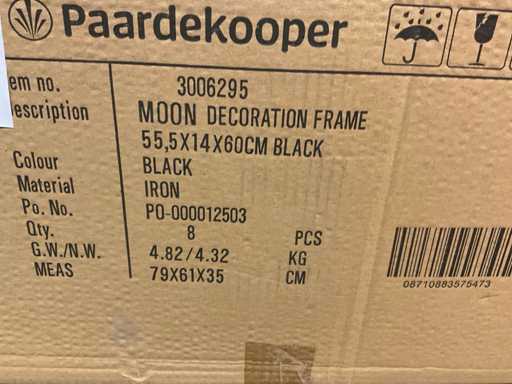 Paardekooper
em no. 3006295
escription MOON DECORATION FRAME
55,5X14X60CM BLACK
Colour BLACK
Material IRON
Po. No. PO-000012503
Qty. 8 PCS
G.W./N.W. 4.82/4.32 KG
MEAS 79X61X35 CM
08710883575473